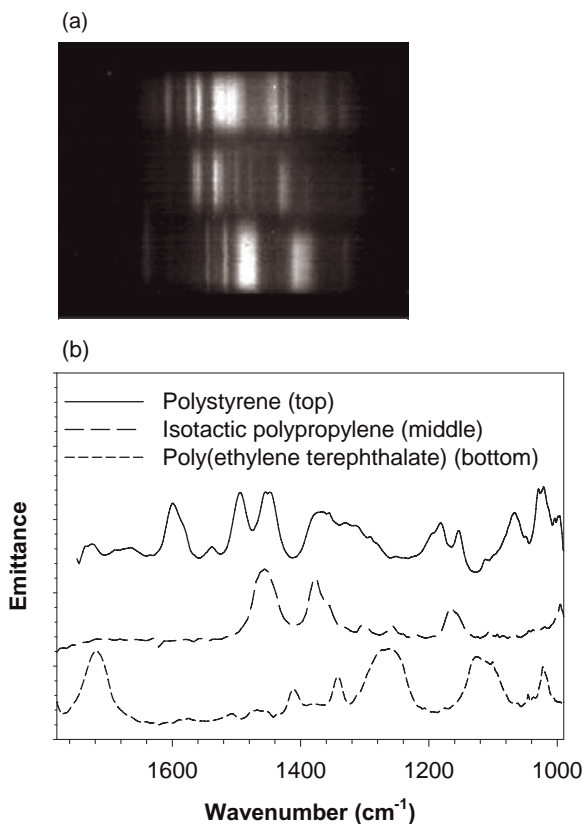 (a)
(b)
Polystyrene (top)
Isotactic polypropylene (middle)
Poly(ethylene terephthalate) (bottom)
Emittance
1600 1400 1200 1000
Wavenumber (cm⁻¹)